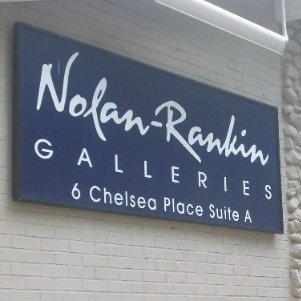 Nolan-Rankin
GALLERIES
6 Chelsea Place Suite A